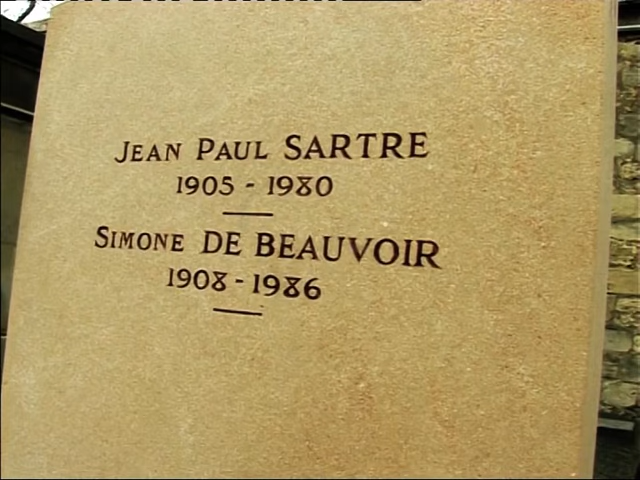 JEAN PAUL SARTRE
1905 - 1980
SIMONE DE BEAUVOIR
1908 - 1986